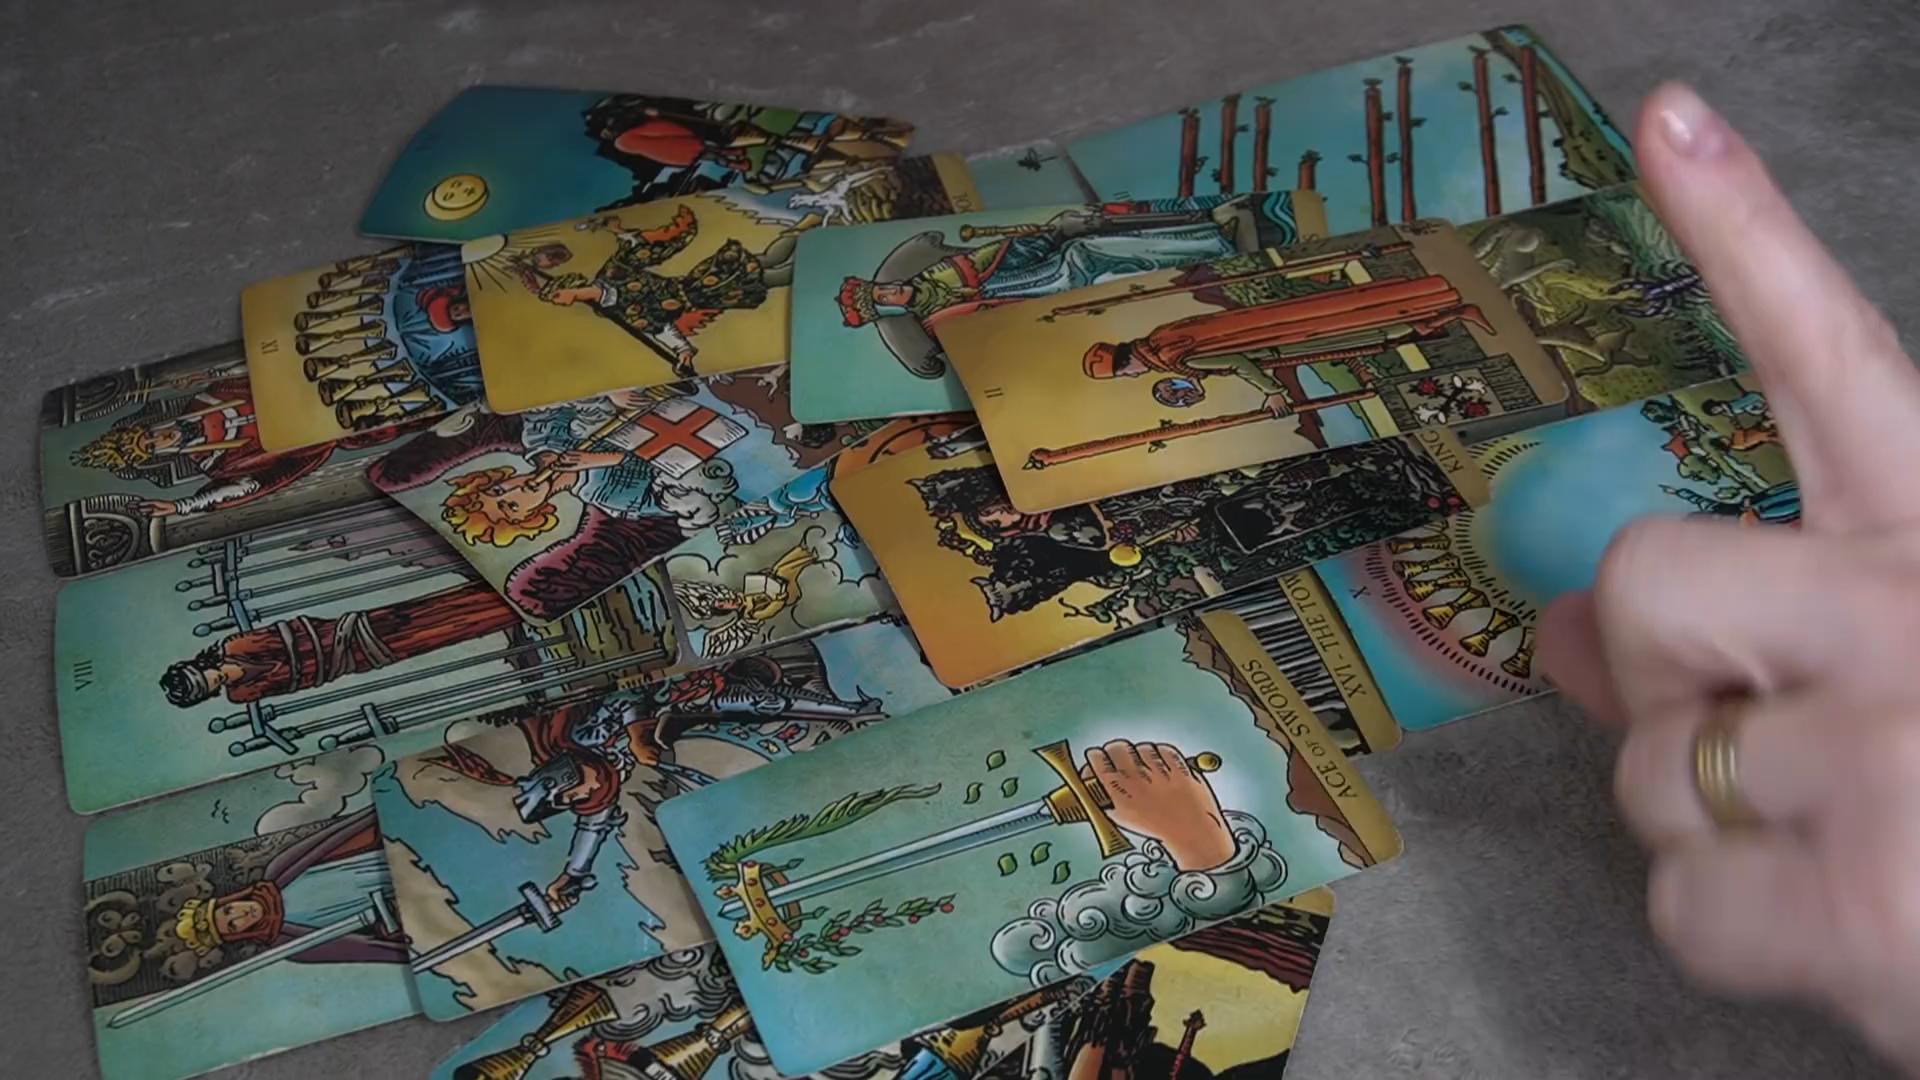 IX
II
KING
X
VIII
XVI - THE TOW
ACE OF SWORDS